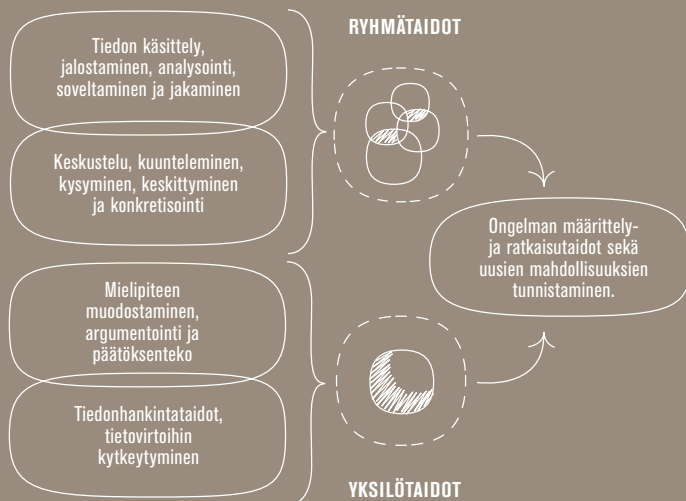 RYHMÄTAIDOT
Tiedon käsittely,
jalostaminen, analysointi,
soveltaminen ja jakaminen
Keskustelu, kuunteleminen,
kysyminen, keskittyminen
ja konkretisointi
Ongelman määrittely-
ja ratkaisutaidot sekä
uusien mahdollisuuksien
tunnistaminen.
Mielipiteen
muodostaminen,
argumentointi ja
päätöksenteko
Tiedonhankintataidot,
tietovirtoihin
kytkeytyminen
YKSILÖTAIDOT